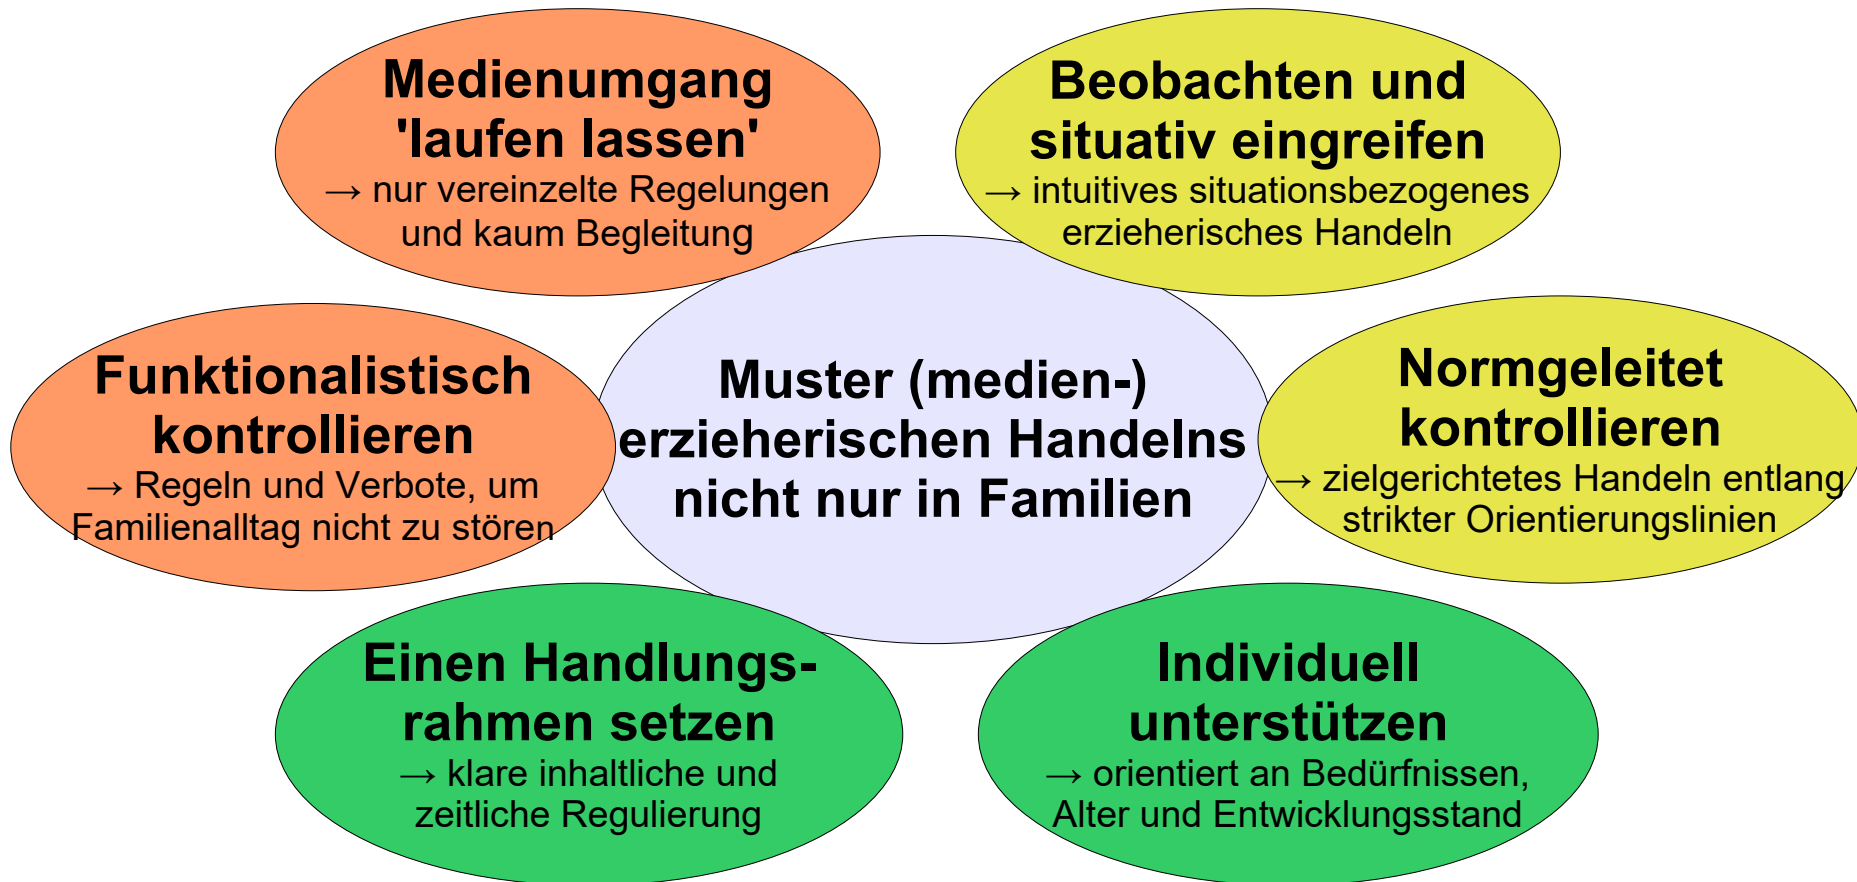 Medienumgang
'laufen lassen'
→ nur vereinzelte Regelungen
und kaum Begleitung
Beobachten und
situativ eingreifen
→ intuitives situationsbezogenes
erzieherisches Handeln
Funktionalistisch
kontrollieren
→ Regeln und Verbote, um
Familienalltag nicht zu stören
Muster (medien-)
erzieherischen Handelns
nicht nur in Familien
Normgeleitet
kontrollieren
→ zielgerichtetes Handeln entlang
strikter Orientierungslinien
Einen Handlungs-
rahmen setzen
→ klare inhaltliche und
zeitliche Regulierung
Individuell
unterstützen
→ orientiert an Bedürfnissen,
Alter und Entwicklungsstand